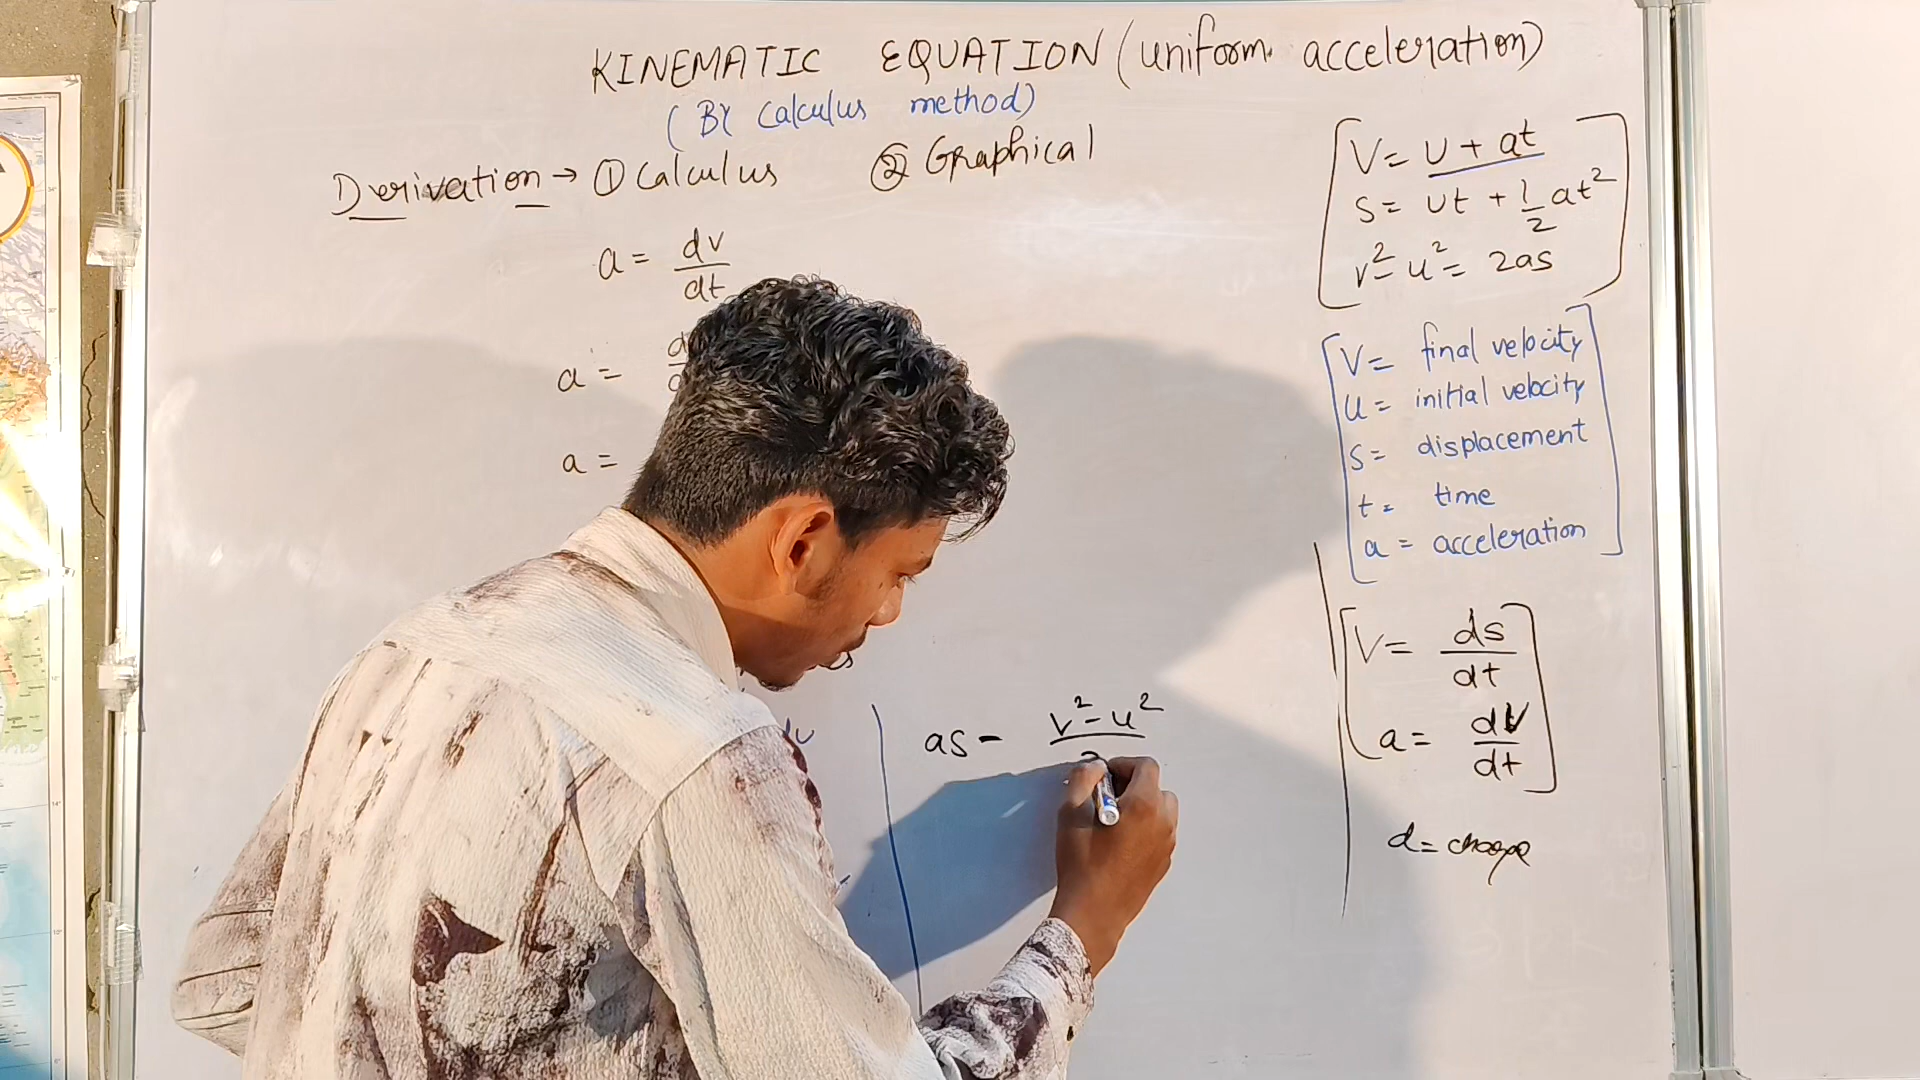 KINEMATIC EQUATION (uniform acceleration)
(BY Calculus method)
Derivation → ① Calculus ② Graphical
a = dv/dt
a =
a =
as - v² - u² / 2
V = U + at
S = Ut + 1/2 at²
v² - u² = 2as
V = final velocity
U = initial velocity
S = displacement
t = time
a = acceleration
V = ds/dt
a = dV/dt
d = change